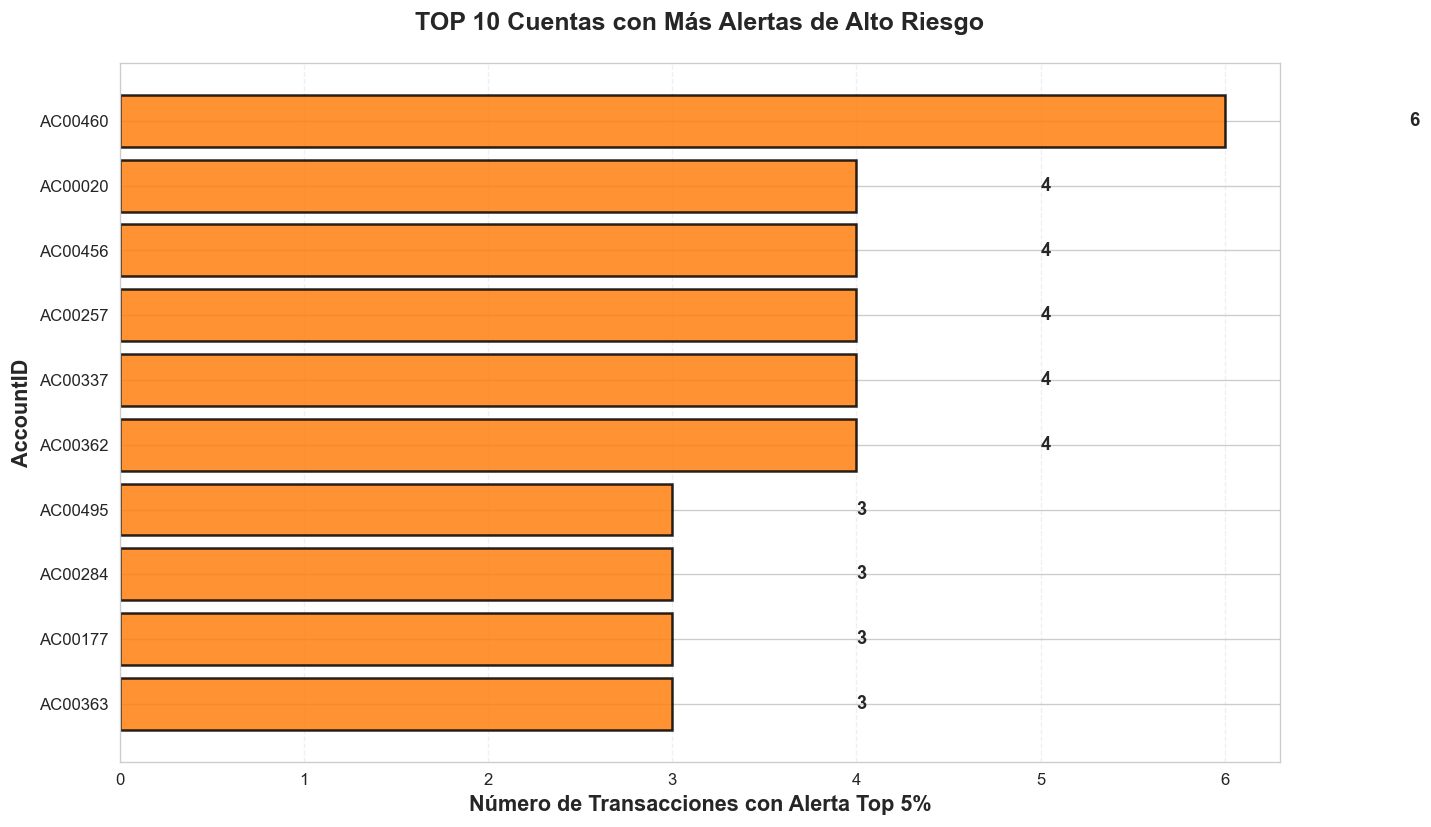 TOP 10 Cuentas con Más Alertas de Alto Riesgo
AccountID
AC00460 6
AC00020 4
AC00456 4
AC00257 4
AC00337 4
AC00362 4
AC00495 3
AC00284 3
AC00177 3
AC00363 3
0 1 2 3 4 5 6
Número de Transacciones con Alerta Top 5%